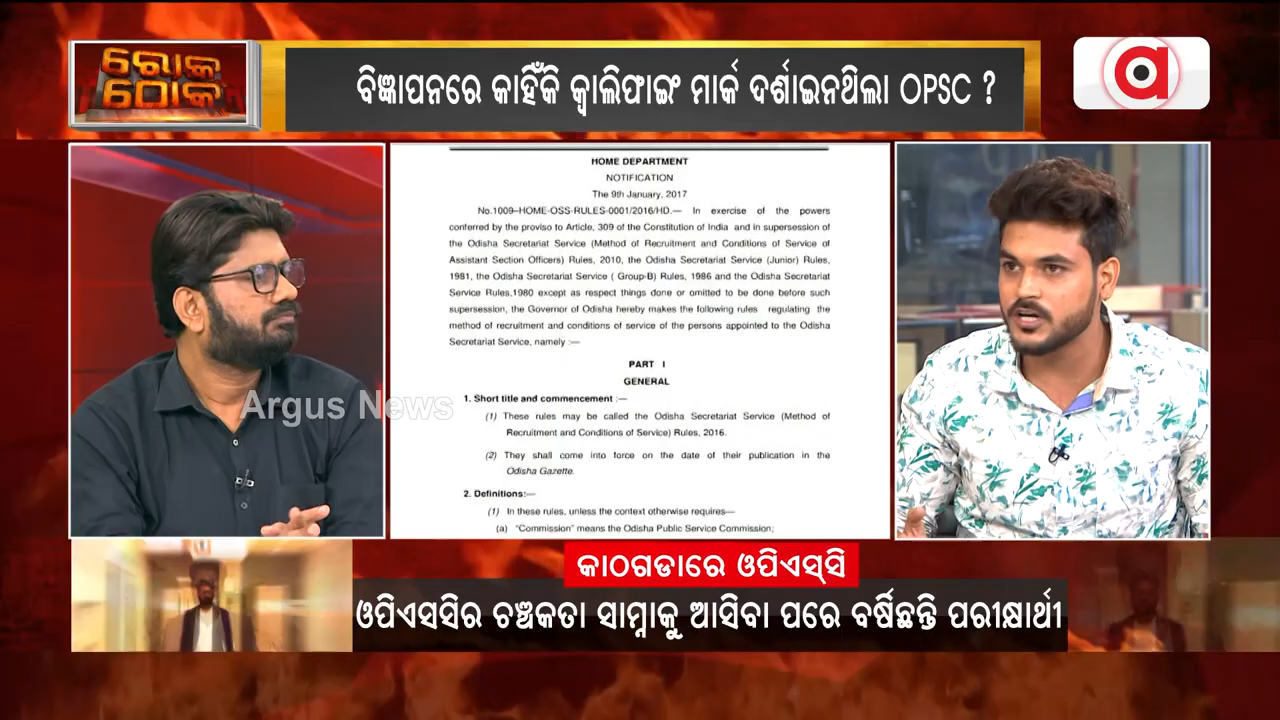 ରୋକ
ଠୋକ
ବିଜ୍ଞାପନରେ କାହିଁକି କ୍ୱାଲିଫାଇଂ ମାର୍କ ଦର୍ଶାଇନଥିଲା OPSC ?
a
HOME DEPARTMENT
NOTIFICATION
The 9th January, 2017
No.1009–HOME-OSS-RULES-0001/2016/HD.— In exercise of the powers
conferred by the proviso to Article, 309 of the Constitution of India and in supersession of
the Odisha Secretariat Service (Method of Recruitment and Conditions of Service of
Assistant Section Officers) Rules, 2010, the Odisha Secretariat Service (Junior) Rules,
1981, the Odisha Secretariat Service ( Group-B) Rules, 1986 and the Odisha Secretariat
Service Rules,1980 except as respect things done or omitted to be done before such
supersession, the Governor of Odisha hereby makes the following rules regulating the
method of recruitment and conditions of service of the persons appointed to the Odisha
Secretariat Service, namely :—
PART I
GENERAL
1. Short title and commencement :—
(1) These rules may be called the Odisha Secretariat Service (Method of
Recruitment and Conditions of Service) Rules, 2016.
(2) They shall come into force on the date of their publication in the
Odisha Gazette.
2. Definitions:—
(1) In these rules, unless the context otherwise requires—
(a) “Commission” means the Odisha Public Service Commission;
Argus News
କାଠଗଡାରେ ଓପିଏସ୍‌ସି
ଓପିଏସସିର ଚଞ୍ଚକତା ସାମ୍ନାକୁ ଆସିବା ପରେ ବର୍ଷିଛନ୍ତି ପରୀକ୍ଷାର୍ଥୀ